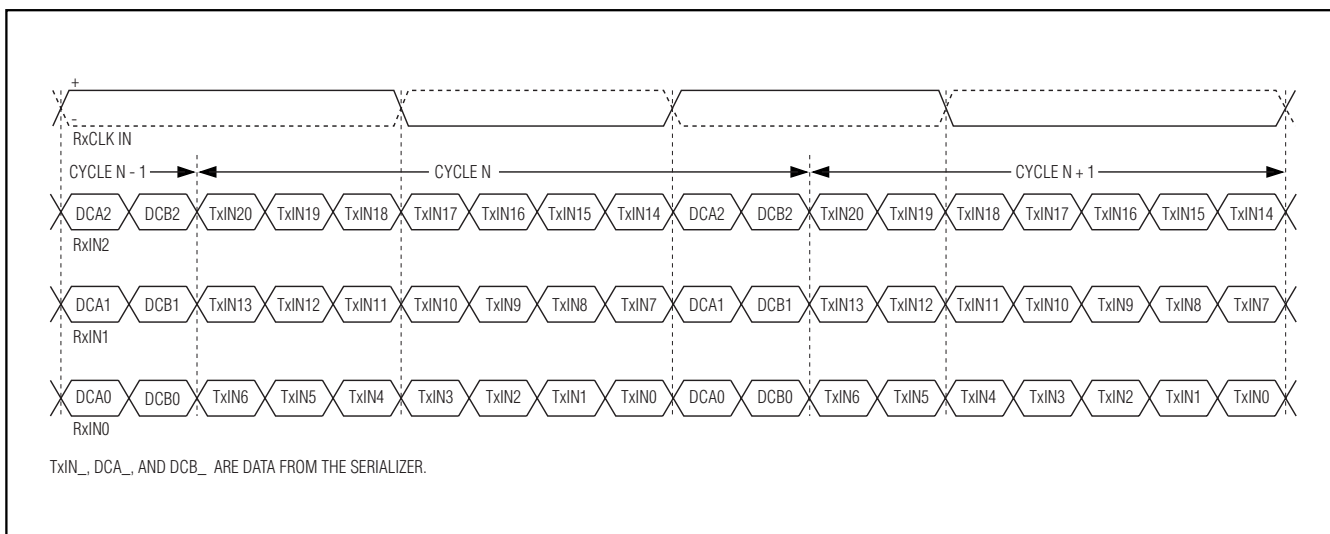 +
-
RxCLK IN
CYCLE N - 1 CYCLE N CYCLE N + 1
DCA2 DCB2 TxIN20 TxIN19 TxIN18 TxIN17 TxIN16 TxIN15 TxIN14 DCA2 DCB2 TxIN20 TxIN19 TxIN18 TxIN17 TxIN16 TxIN15 TxIN14
RxIN2
DCA1 DCB1 TxIN13 TxIN12 TxIN11 TxIN10 TxIN9 TxIN8 TxIN7 DCA1 DCB1 TxIN13 TxIN12 TxIN11 TxIN10 TxIN9 TxIN8 TxIN7
RxIN1
DCA0 DCB0 TxIN6 TxIN5 TxIN4 TxIN3 TxIN2 TxIN1 TxIN0 DCA0 DCB0 TxIN6 TxIN5 TxIN4 TxIN3 TxIN2 TxIN1 TxIN0
RxIN0
TxIN_, DCA_, AND DCB_ ARE DATA FROM THE SERIALIZER.